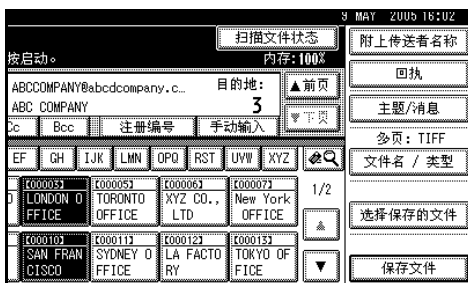 9 MAY 2005 16:02
扫描文件状态
附上传送者名称
按启动。
内存:100%
回执
ABCCOMPANY@abcdcompany.c…
目的地:
▲前页
ABC COMPANY
3
主题/消息
Cc Bcc 注册编号 手动输入 ▼下页
多页: TIFF
EF GH IJK LMN OPQ RST UVW XYZ
文件名 / 类型
[00003] [00005] [00006] [00007]
1/2
LONDON O TORONTO XYZ CO., New York
FFICE OFFICE LTD OFFICE
选择保存的文件
[00010] [00011] [00012] [00013]
SAN FRAN SYDNEY O LA FACTO TOKYO OF
CISCO FFICE RY FICE
▼
保存文件